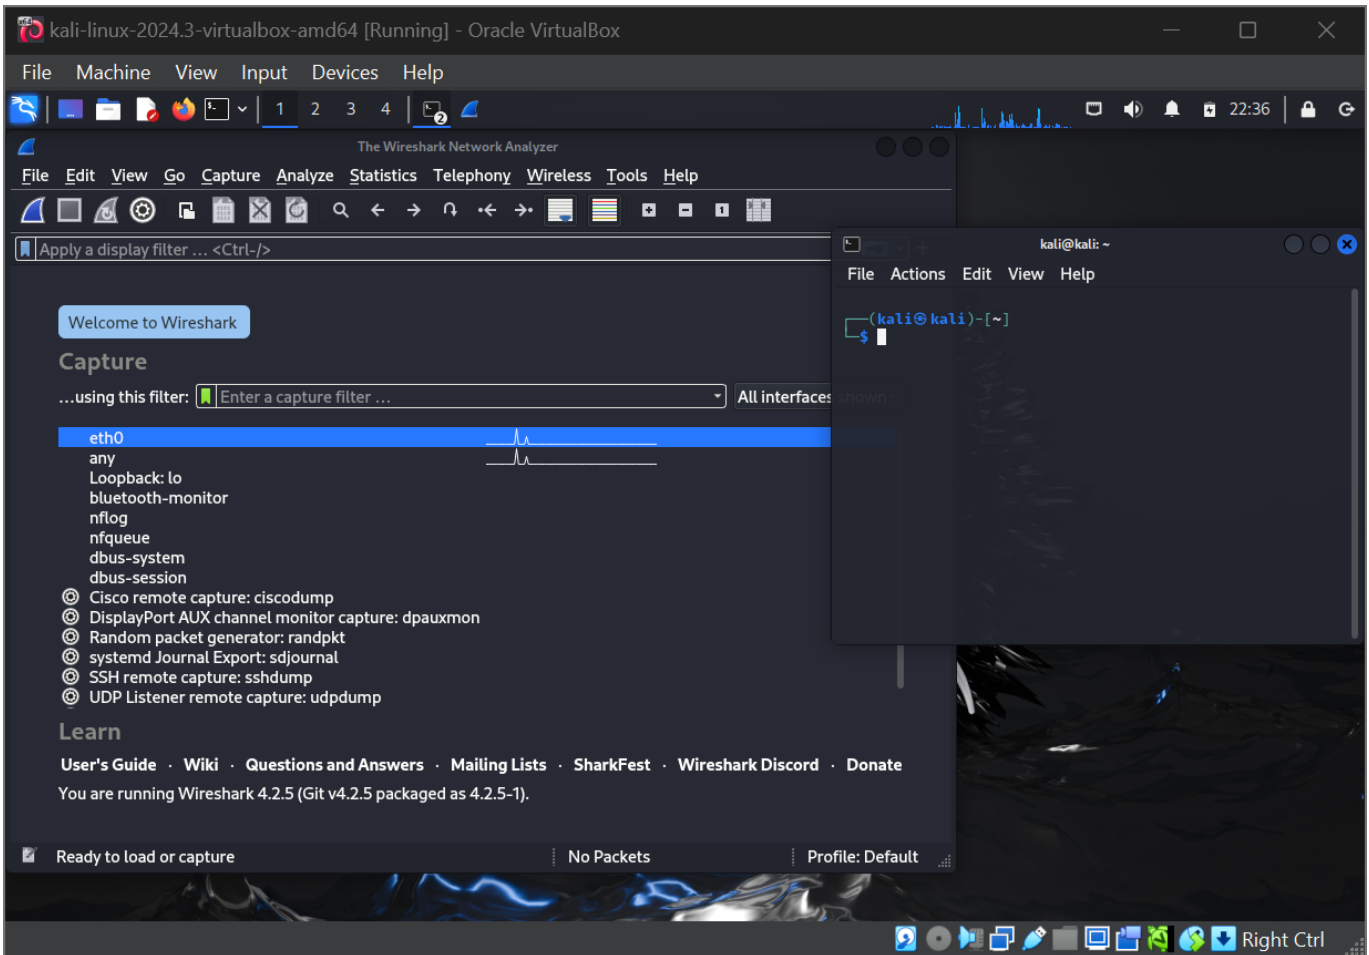 kali-linux-2024.3-virtualbox-amd64 [Running] - Oracle VirtualBox
File Machine View Input Devices Help
1 2 3 4 2 22:36
The Wireshark Network Analyzer
File Edit View Go Capture Analyze Statistics Telephony Wireless Tools Help
Apply a display filter ... <Ctrl-/>
Welcome to Wireshark
Capture
...using this filter: Enter a capture filter ... All interfaces shown
eth0
any
Loopback: lo
bluetooth-monitor
nflog
nfqueue
dbus-system
dbus-session
Cisco remote capture: ciscodump
DisplayPort AUX channel monitor capture: dpauxmon
Random packet generator: randpkt
systemd Journal Export: sdjournal
SSH remote capture: sshdump
UDP Listener remote capture: udpdump
Learn
User's Guide · Wiki · Questions and Answers · Mailing Lists · SharkFest · Wireshark Discord · Donate
You are running Wireshark 4.2.5 (Git v4.2.5 packaged as 4.2.5-1).
Ready to load or capture No Packets Profile: Default
kali@kali: ~
File Actions Edit View Help
┌──(kali㉿kali)-[~]
└─$
Right Ctrl